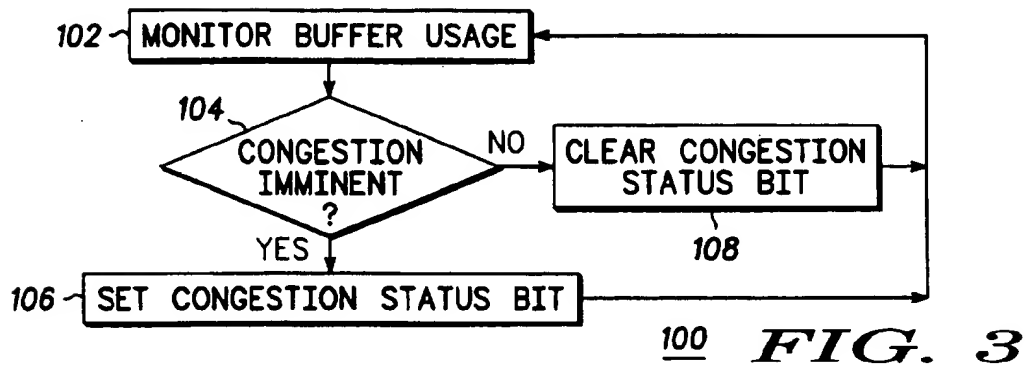 102
MONITOR BUFFER USAGE
104
CONGESTION
IMMINENT
?
NO
CLEAR CONGESTION
STATUS BIT
108
YES
106
SET CONGESTION STATUS BIT
100
FIG. 3